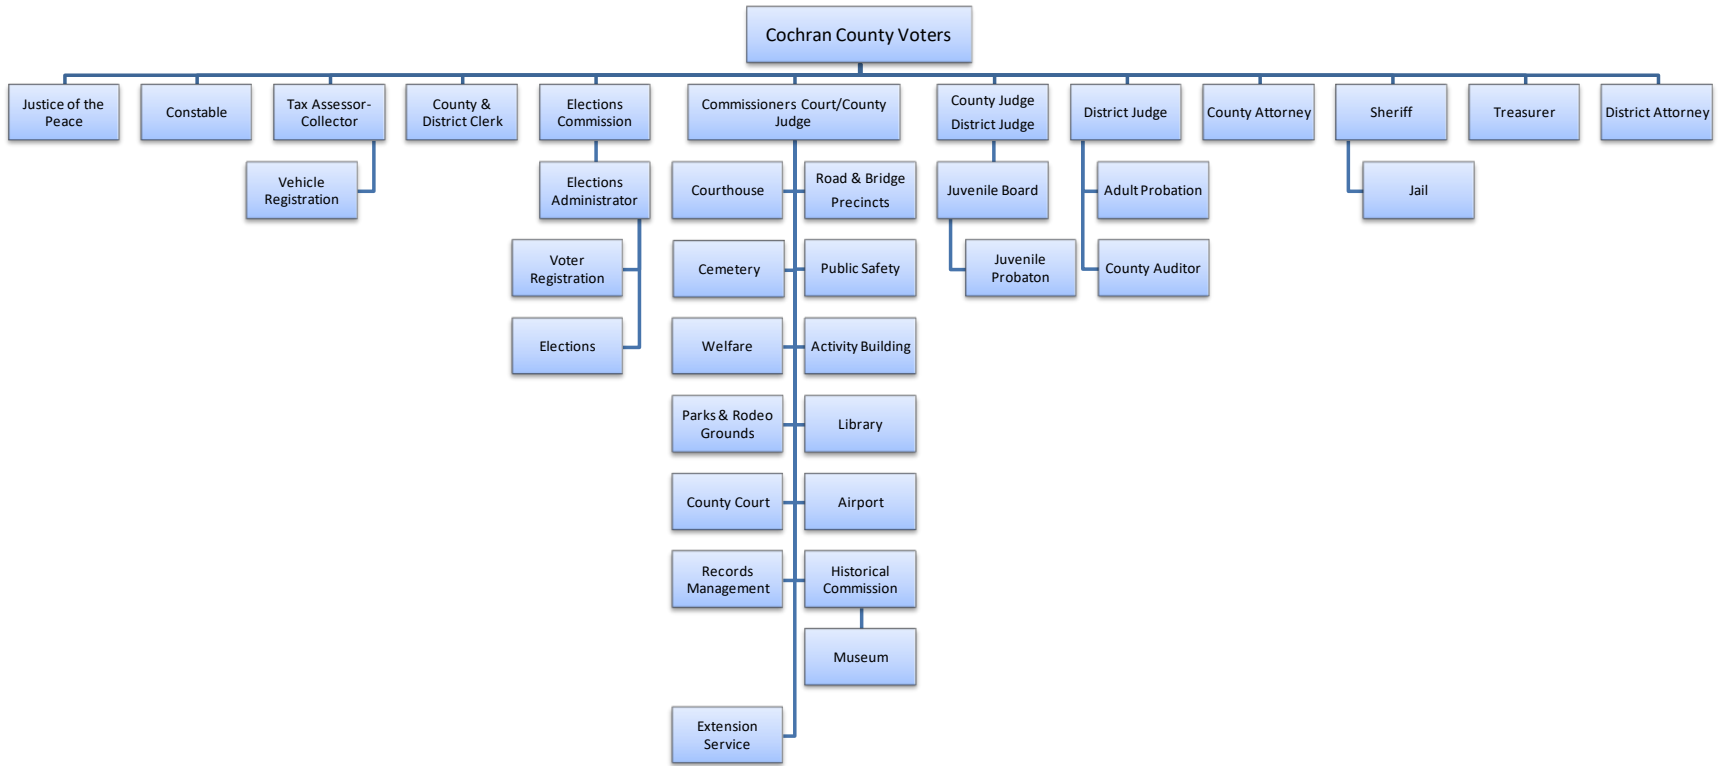 Cochran County Voters
Justice of the
Peace
Constable
Tax Assessor-
Collector
County &
District Clerk
Elections
Commission
Commissioners Court/County
Judge
County Judge
District Judge
District Judge
County Attorney
Sheriff
Treasurer
District Attorney
Vehicle
Registration
Elections
Administrator
Courthouse
Road & Bridge
Precincts
Juvenile Board
Adult Probation
Jail
Voter
Registration
Cemetery
Public Safety
Juvenile
Probaton
County Auditor
Elections
Welfare
Activity Building
Parks & Rodeo
Grounds
Library
County Court
Airport
Records
Management
Historical
Commission
Museum
Extension
Service